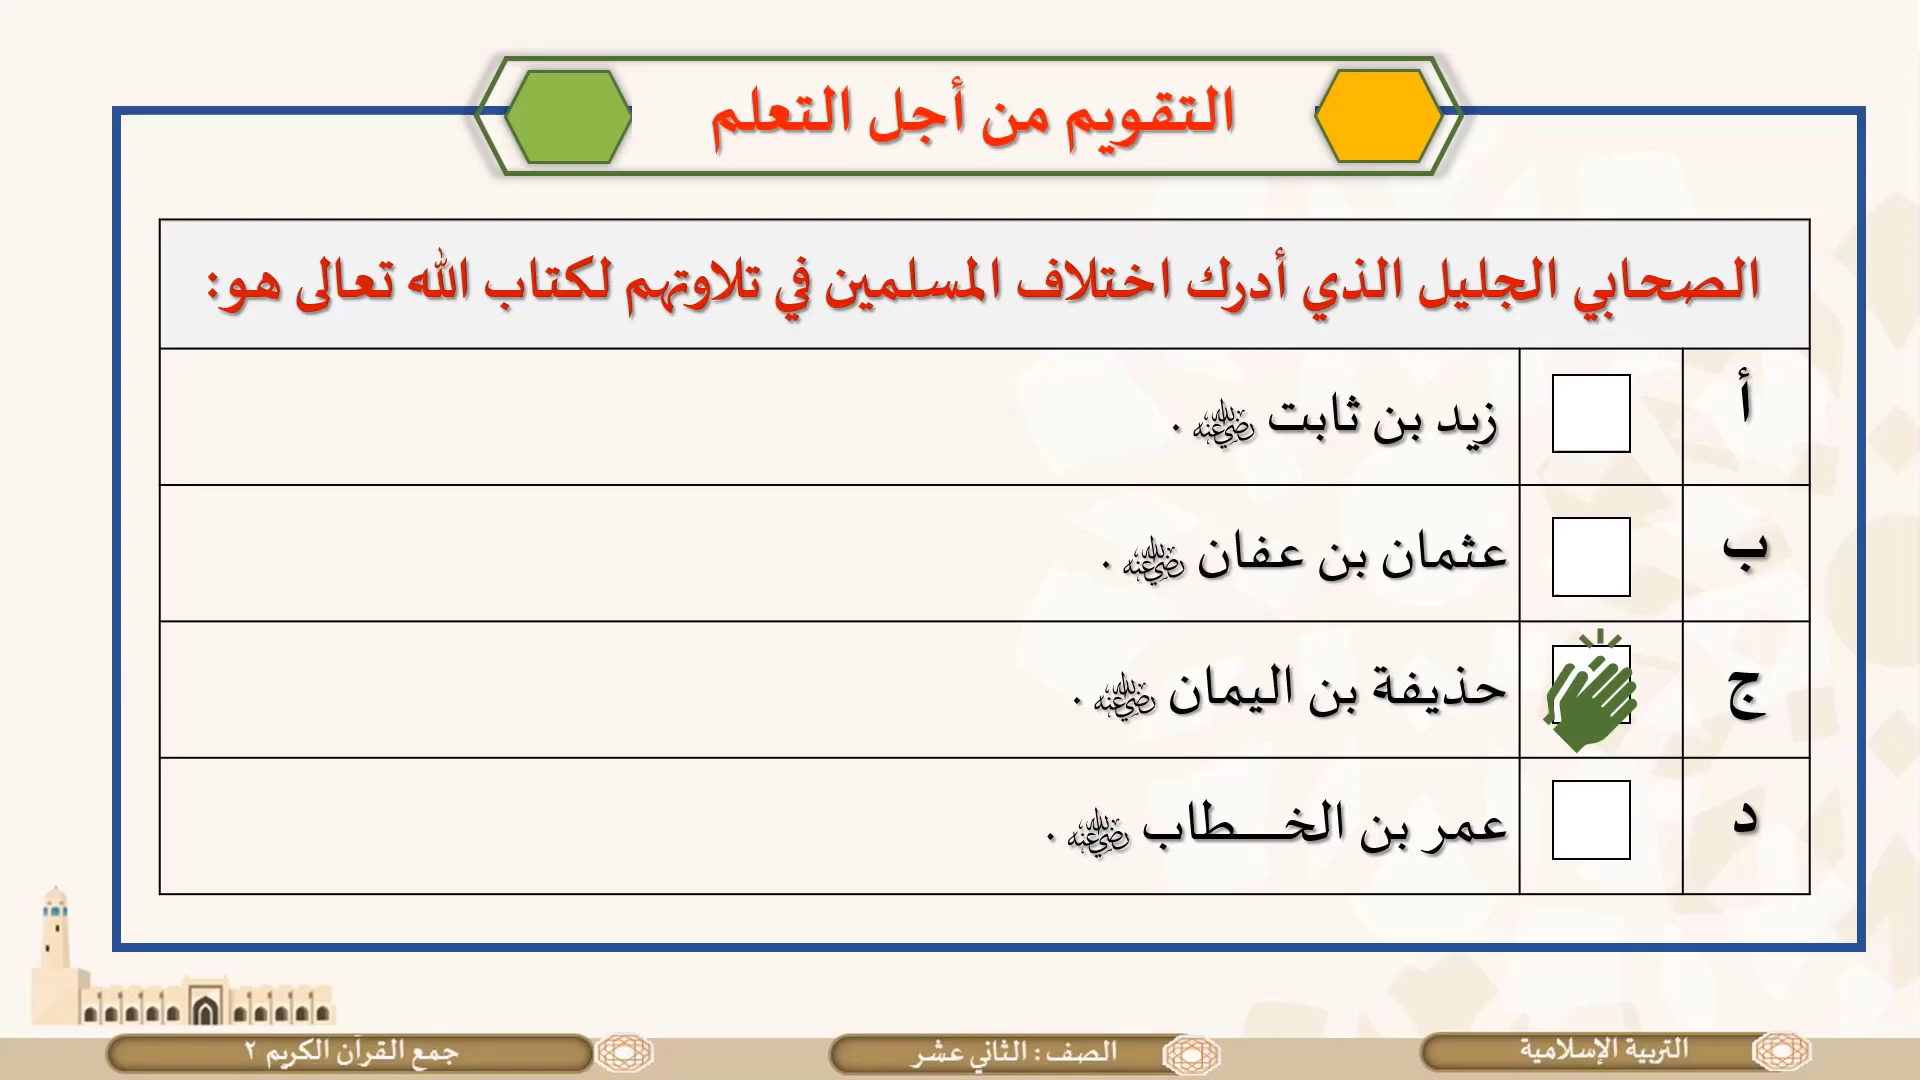 التقويم من أجل التعلم
الصحابي الجليل الذي أدرك اختلاف المسلمين في تلاوتهم لكتاب الله تعالى هو:
أ زيد بن ثابت رضي الله عنه .
ب عثمان بن عفان رضي الله عنه .
ج حذيفة بن اليمان رضي الله عنه .
د عمر بن الخـــطاب رضي الله عنه .
التربية الإسلامية
الصف : الثاني عشر
جمع القرآن الكريم ٢